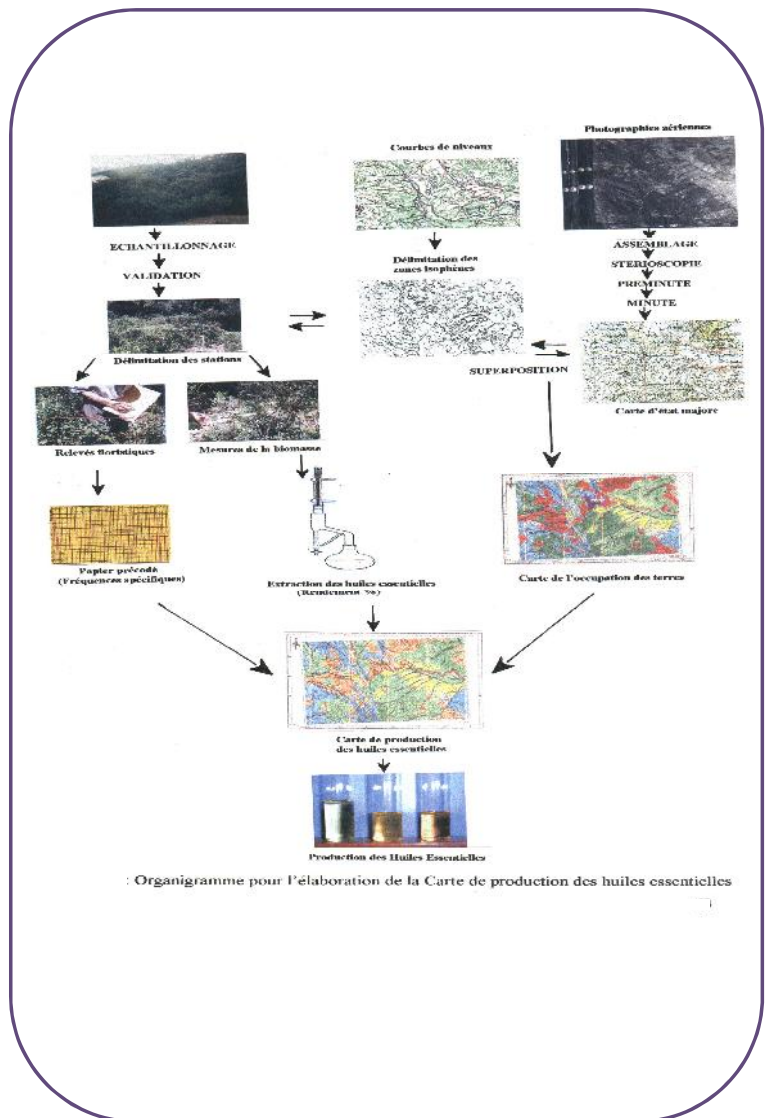 Photographies aériennes
Courbes de niveaux
ECHANTILLONNAGE
VALIDATION
Délimitation des
zones isophènes
ASSEMBLAGE
STERIOSCOPIE
PREMINUTE
MINUTE
Délimitation des stations
SUPERPOSITION
Carte d'état majore
Relevés floristiques
Mesures de la biomasse
Papier précodé
(Fréquences spécifiques)
Extraction des huiles essentielles
(Rendement %)
Carte de l'occupation des terres
Carte de production
des huiles essentielles
Production des Huiles Essentielles
: Organigramme pour l'élaboration de la Carte de production des huiles essentielles